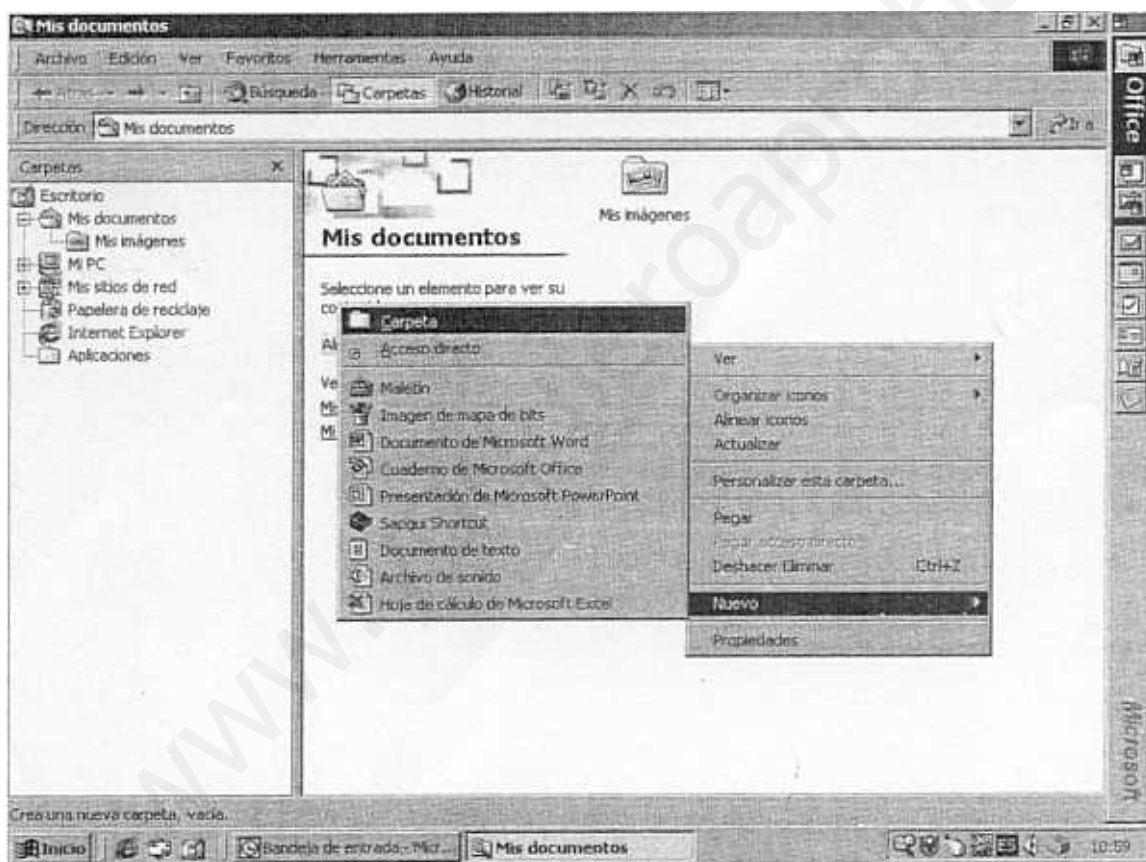 Mis documentos
Archivo Edición Ver Favoritos Herramientas Ayuda
Atrás Búsqueda Carpetas Historial
Dirección Mis documentos Ir a
Carpetas
Escritorio
Mis documentos
Mis imágenes
Mi PC
Mis sitios de red
Papelera de reciclaje
Internet Explorer
Aplicaciones
Mis imágenes
Mis documentos
Seleccione un elemento para ver su
Carpeta
Acceso directo
Maletín
Imagen de mapa de bits
Documento de Microsoft Word
Cuaderno de Microsoft Office
Presentación de Microsoft PowerPoint
Sapgui Shortcut
Documento de texto
Archivo de sonido
Hoja de cálculo de Microsoft Excel
Ver
Organizar iconos
Alinear iconos
Actualizar
Personalizar esta carpeta...
Pegar
Pegar acceso directo
Deshacer Eliminar Ctrl+Z
Nuevo
Propiedades
Office
Microsoft
Crea una nueva carpeta, vacía.
Inicio Bandeja de entrada - Micr... Mis documentos 10:59